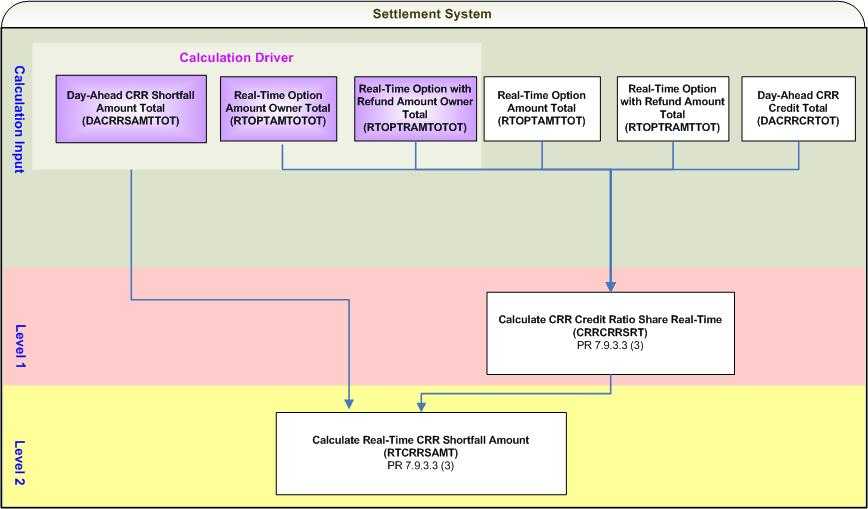 Settlement System
Calculation Input
Calculation Driver
Day-Ahead CRR Shortfall
Amount Total
(DACRRSAMTTOT)
Real-Time Option
Amount Owner Total
(RTOPTAMTOTOT)
Real-Time Option with
Refund Amount Owner
Total
(RTOPTRAMTOTOT)
Real-Time Option
Amount Total
(RTOPTAMTTOT)
Real-Time Option
with Refund Amount
Total
(RTOPTRAMTTOT)
Day-Ahead CRR
Credit Total
(DACRRCRTOT)
Level 1
Calculate CRR Credit Ratio Share Real-Time
(CRRCRRSRT)
PR 7.9.3.3 (3)
Level 2
Calculate Real-Time CRR Shortfall Amount
(RTCRRSAMT)
PR 7.9.3.3 (3)